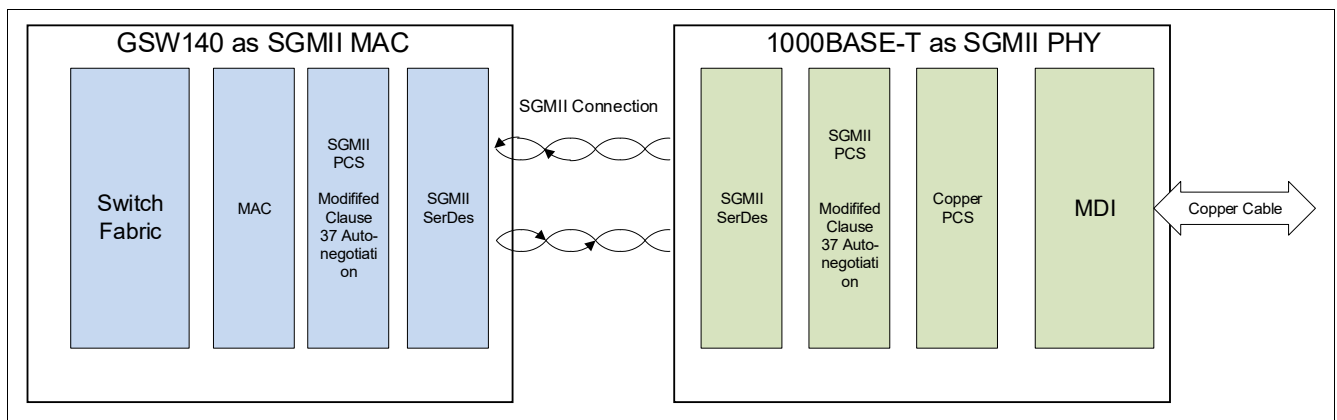 GSW140 as SGMII MAC
Switch
Fabric
MAC
SGMII
PCS
Modififed
Clause
37 Auto-
negotiati
on
SGMII
SerDes
SGMII Connection
1000BASE-T as SGMII PHY
SGMII
SerDes
SGMII
PCS
Modififed
Clause
37 Auto-
negotiati
on
Copper
PCS
MDI
Copper Cable